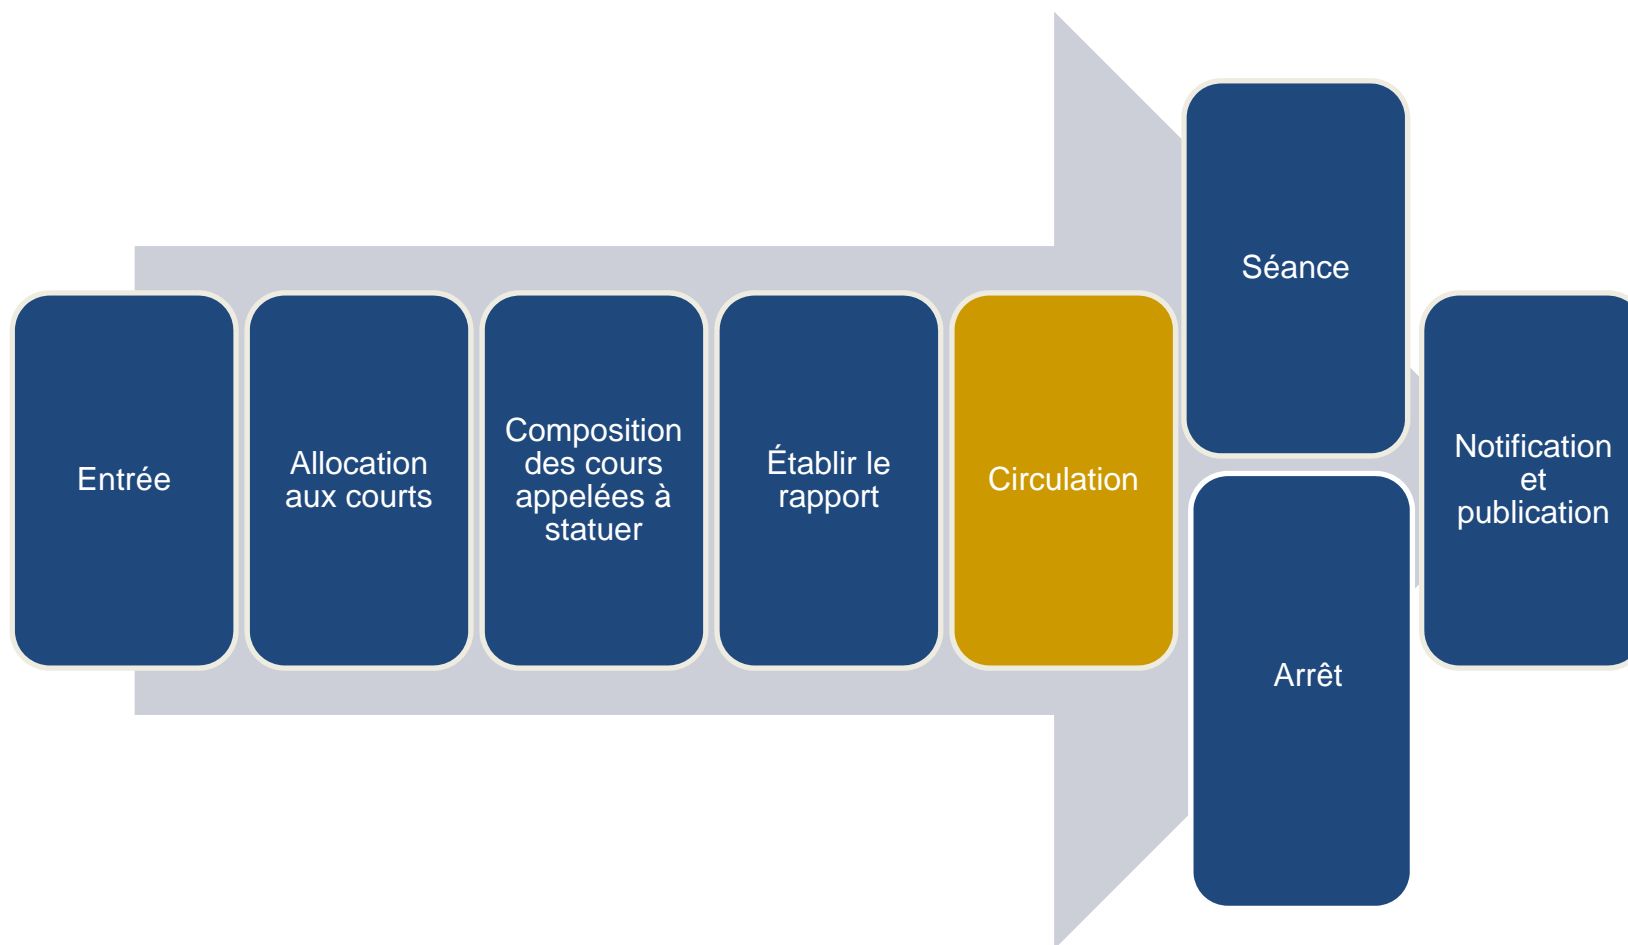 Entrée
Allocation
aux courts
Composition
des cours
appelées à
statuer
Établir le
rapport
Circulation
Séance
Arrêt
Notification
et
publication